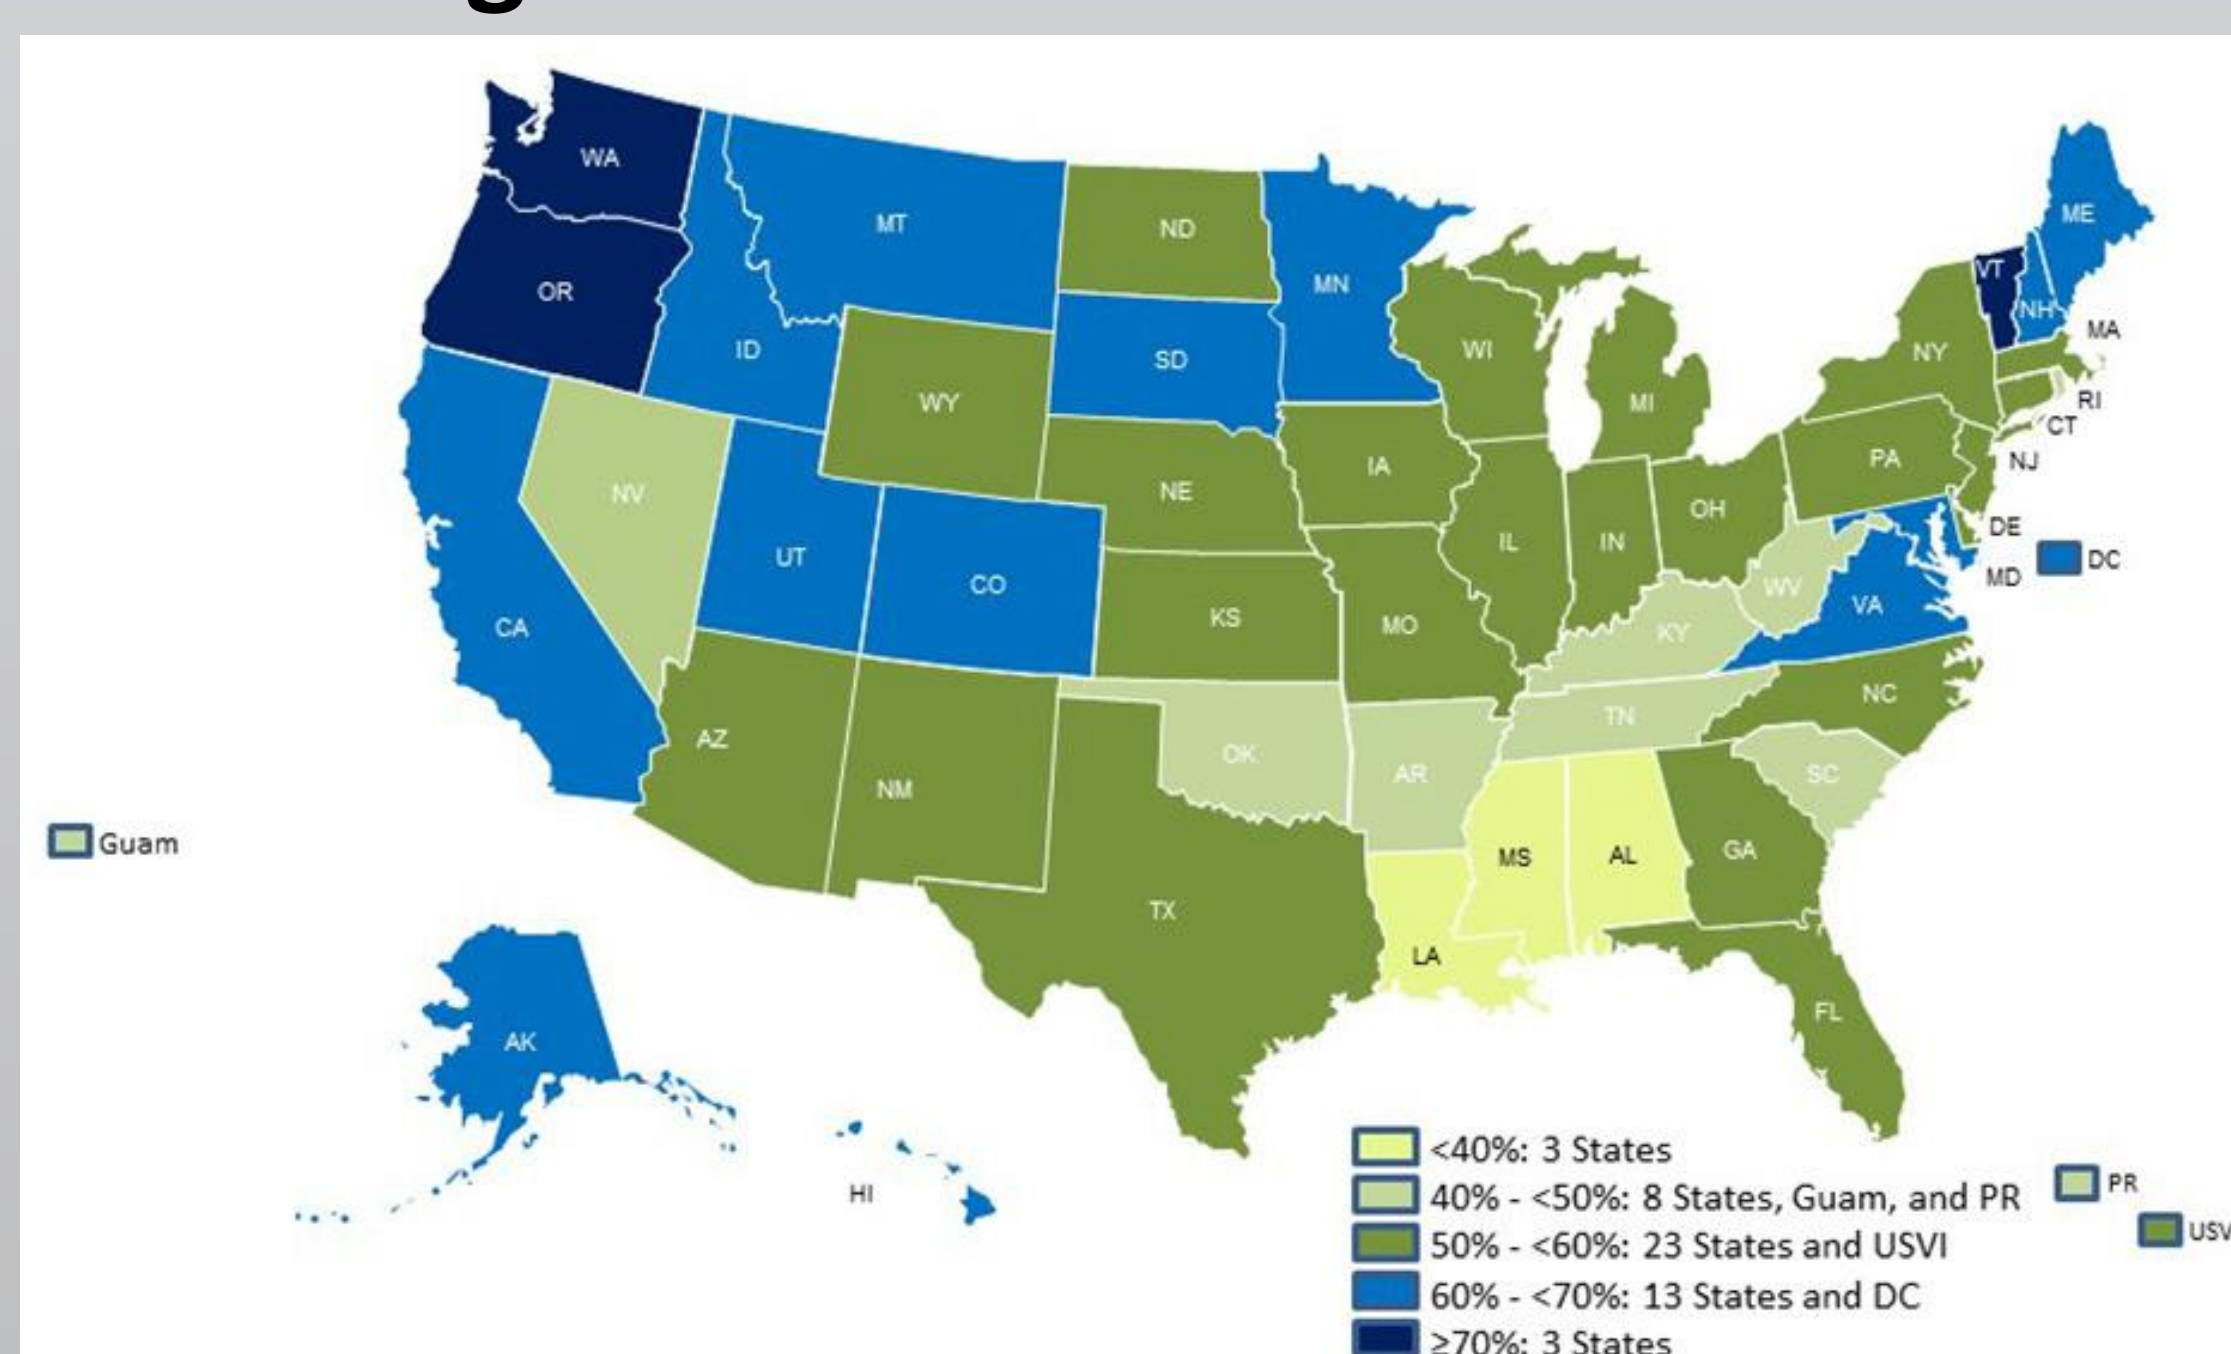 WA
MT
ND
MN
ME
OR
ID
SD
WI
MI
NY
VT
NH
MA
WY
RI
CT
NV
NE
IA
PA
NJ
UT
CO
IL
IN
OH
DE
DC
MD
CA
KS
MO
WV
VA
KY
AZ
NM
OK
AR
TN
NC
SC
Guam
TX
LA
MS
AL
GA
FL
AK
HI
<40%: 3 States
40% - <50%: 8 States, Guam, and PR
50% - <60%: 23 States and USVI
60% - <70%: 13 States and DC
≥70%: 3 States
PR
USV